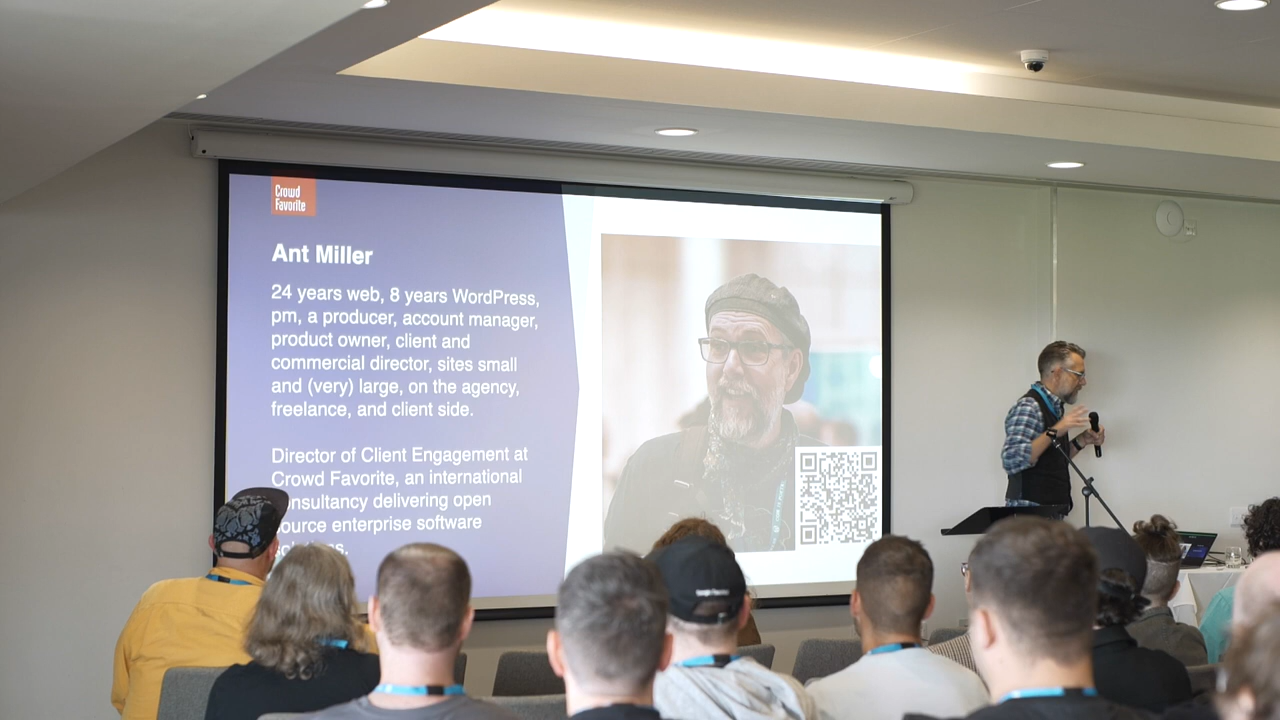 Crowd
Favorite
Ant Miller
24 years web, 8 years WordPress,
pm, a producer, account manager,
product owner, client and
commercial director, sites small
and (very) large, on the agency,
freelance, and client side.
Director of Client Engagement at
Crowd Favorite, an international
consultancy delivering open
source enterprise software